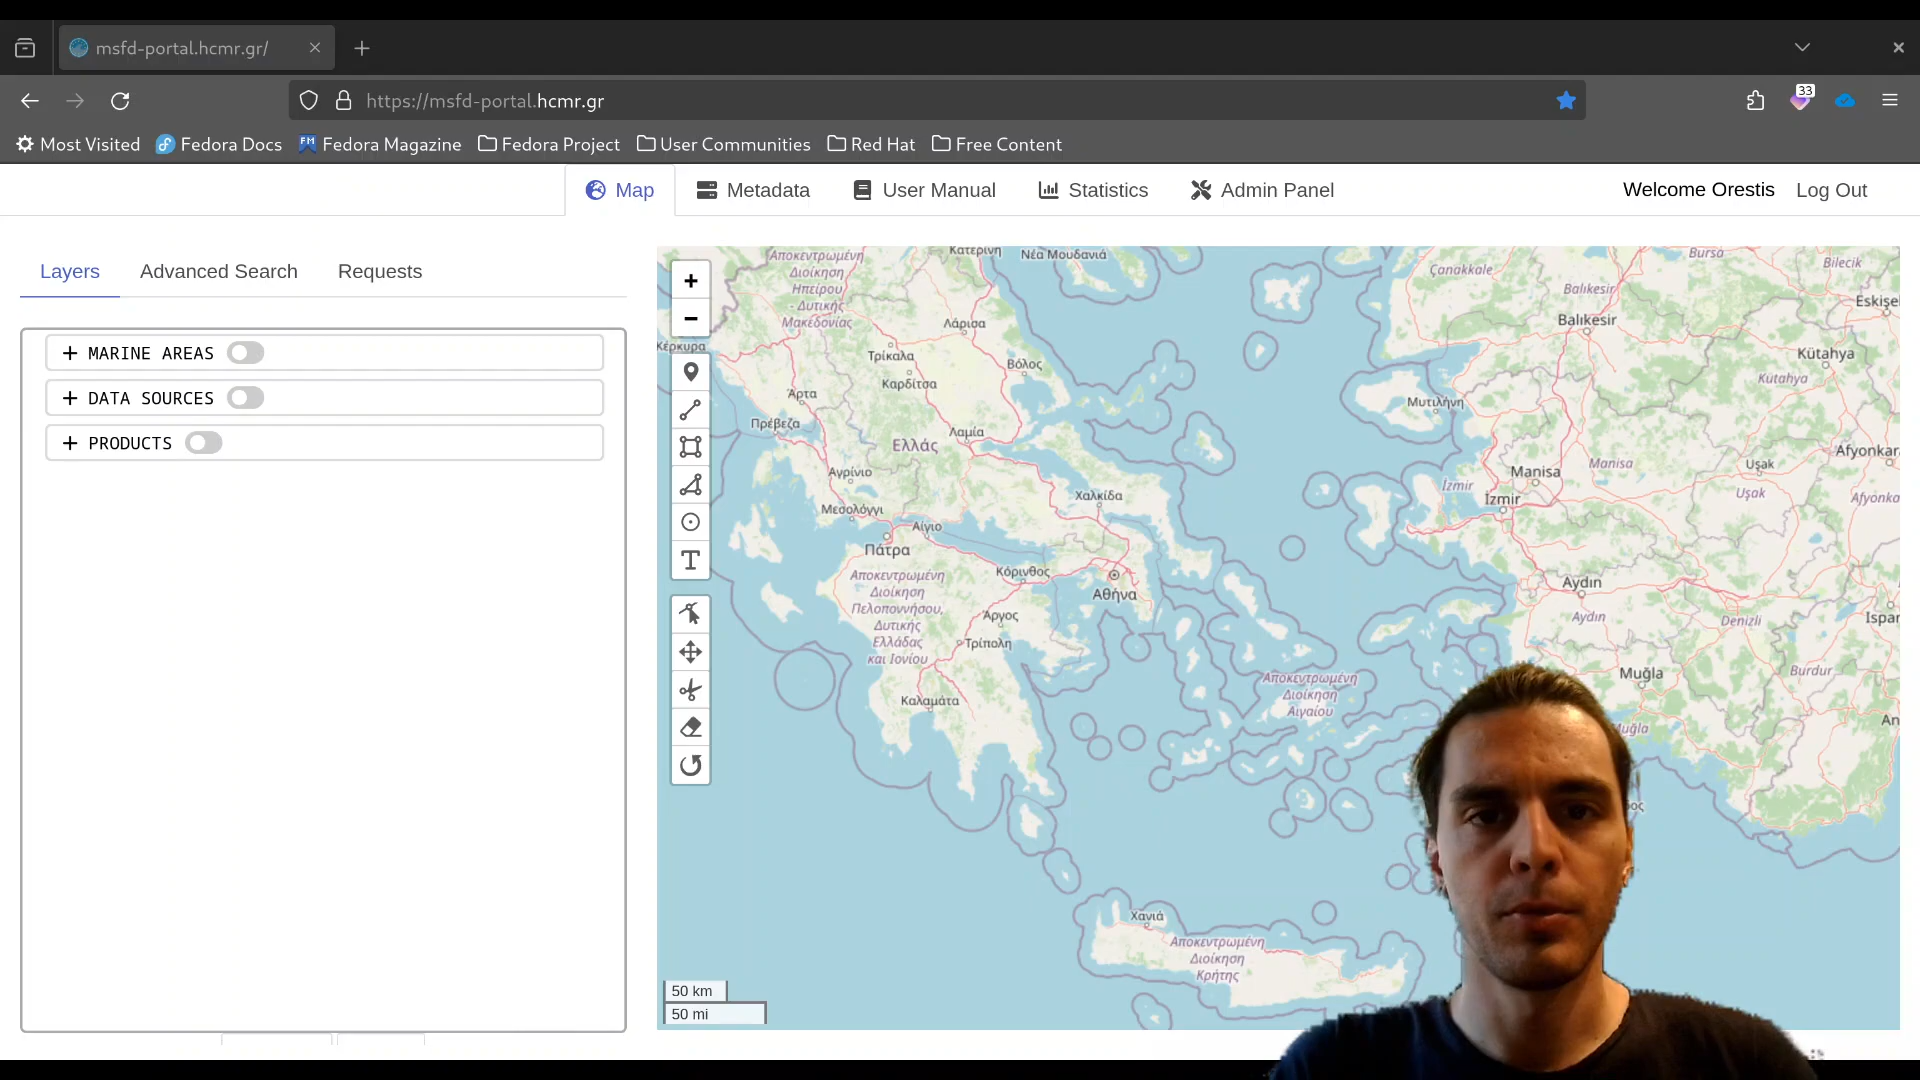 msfd-portal.hcmr.gr/
https://msfd-portal.hcmr.gr
33
Most Visited
Fedora Docs
Fedora Magazine
Fedora Project
User Communities
Red Hat
Free Content
Map
Metadata
User Manual
Statistics
Admin Panel
Welcome Orestis
Log Out
Layers
Advanced Search
Requests
MARINE AREAS
DATA SOURCES
PRODUCTS
+
−
T
Κατερίνη
Νέα Μουδανιά
Αποκεντρωμένη
Διοίκηση
Ηπείρου
- Δυτικής
Μακεδονίας
Κέρκυρα
Λάρισα
Τρίκαλα
Καρδίτσα
Βόλος
Άρτα
Πρέβεζα
Λαμία
ΕΛΛΆΣ
Αγρίνιο
Μεσολόγγι
Χαλκίδα
Αίγιο
Πάτρα
Κόρινθος
Αθήνα
Αποκεντρωμένη
Διοίκηση
Πελοποννήσου,
Δυτικής
Ελλάδας
και Ιονίου
Άργος
Τρίπολη
Καλαμάτα
Αποκεντρωμένη
Διοίκηση
Αιγαίου
Χανιά
Αποκεντρωμένη
Διοίκηση
Κρήτης
Çanakkale
Bursa
Bilecik
Balıkesir
Balıkesir
Eskişe
Kütahya
Kütahya
Μυτιλήνη
Manisa
Manisa
İzmir
İzmir
Uşak
Uşak
Afyonkar
Afyonka
Aydın
Aydın
Denizli
Ispar
Muğla
Muğla
Burdur
An
ος
50 km
50 mi